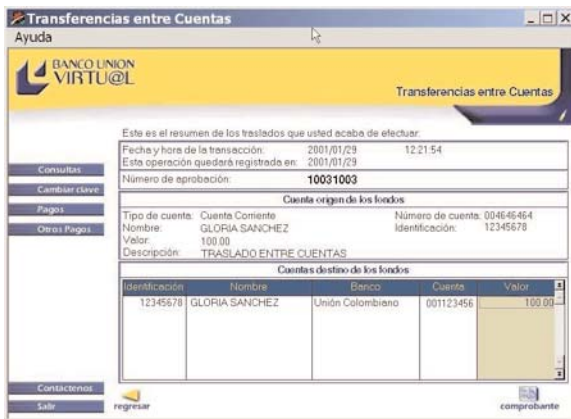 Transferencias entre Cuentas
Ayuda
BANCO UNION
VIRTU@L
Transferencias entre Cuentas
Este es el resumen de los traslados que usted acaba de efectuar:
Fecha y hora de la transacción: 2001/01/29 12:21:54
Esta operación quedará registrada en: 2001/01/29
Número de aprobación: 10031003
Cuenta origen de los fondos
Tipo de cuenta: Cuenta Corriente Número de cuenta: 004646464
Nombre: GLORIA SANCHEZ Identificación: 12345678
Valor: 100.00
Descripción: TRASLADO ENTRE CUENTAS
Cuentas destino de los fondos
Identificación Nombre Banco Cuenta Valor
12345678 GLORIA SANCHEZ Unión Colombiano 001123456 100.00
Consultas
Cambiar clave
Pagos
Otros Pagos
Contáctenos
Salir
regresar
comprobante